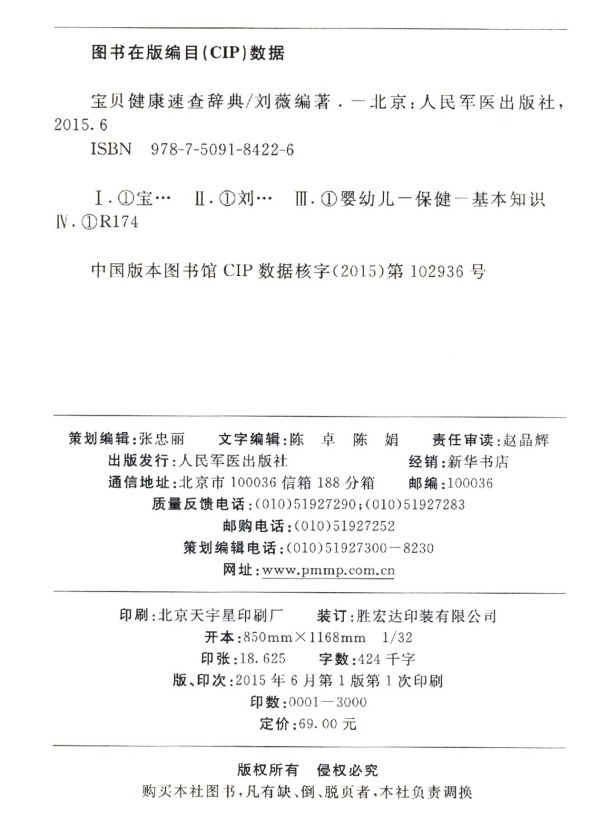 图书在版编目(CIP)数据
宝贝健康速查辞典/刘薇编著．－北京:人民军医出版社,
2015.6
ISBN 978-7-5091-8422-6
Ⅰ.①宝… Ⅱ.①刘… Ⅲ.①婴幼儿－保健－基本知识
Ⅳ.①R174
中国版本图书馆 CIP 数据核字(2015)第 102936 号
策划编辑:张忠丽 文字编辑:陈 卓 陈 娟 责任审读:赵晶辉
出版发行:人民军医出版社 经销:新华书店
通信地址:北京市 100036 信箱 188 分箱 邮编:100036
质量反馈电话:(010)51927290;(010)51927283
邮购电话:(010)51927252
策划编辑电话:(010)51927300－8230
网址:www.pmmp.com.cn
印刷:北京天宇星印刷厂 装订:胜宏达印装有限公司
开本:850mm×1168mm 1/32
印张:18.625 字数:424 千字
版、印次:2015 年 6 月第 1 版第 1 次印刷
印数:0001－3000
定价:69.00 元
版权所有 侵权必究
购买本社图书,凡有缺、倒、脱页者,本社负责调换